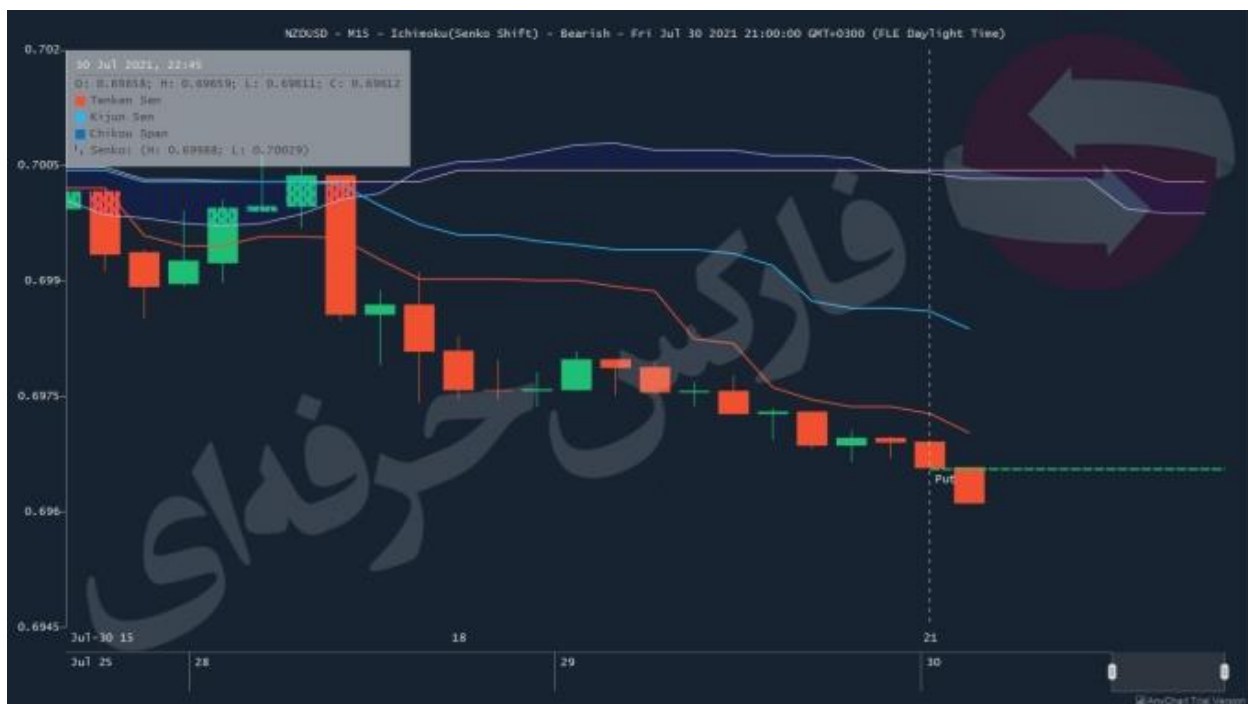 NZDUSD - M15 - Ichimoku(Senko Shift) - Bearish - Fri Jul 30 2021 21:00:00 GMT+0300 (FLE Daylight Time)
0.702
30 Jul 2021, 22:45
O: 0.69658; H: 0.69659; L: 0.69611; C: 0.69612
Tenkan Sen
Kijun Sen
Chikou Span
Senko: (H: 0.69988; L: 0.70029)
0.7005
0.699
0.6975
0.696
0.6945
Put
فارکس حرفه‌ای
Jul-30 15
18
21
Jul 25
28
29
30
AnyChart Trial Version